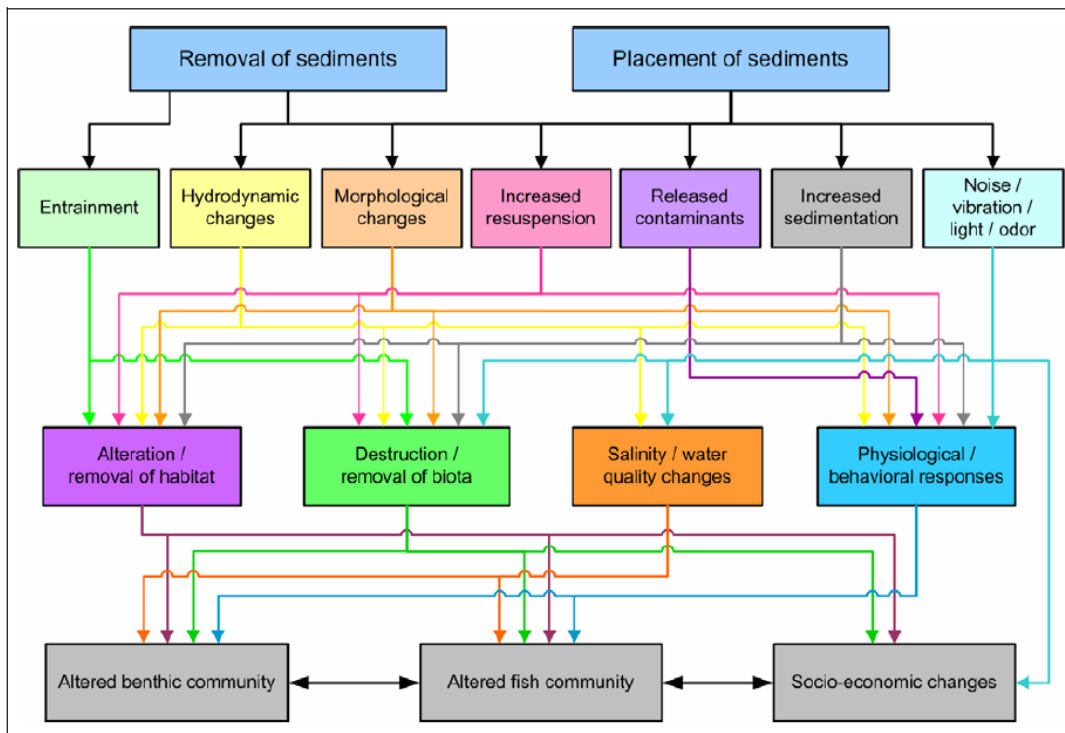 Removal of sediments
Placement of sediments
Entrainment
Hydrodynamic
changes
Morphological
changes
Increased
resuspension
Released
contaminants
Increased
sedimentation
Noise /
vibration /
light / odor
Alteration /
removal of habitat
Destruction /
removal of biota
Salinity / water
quality changes
Physiological /
behavioral responses
Altered benthic community
Altered fish community
Socio-economic changes